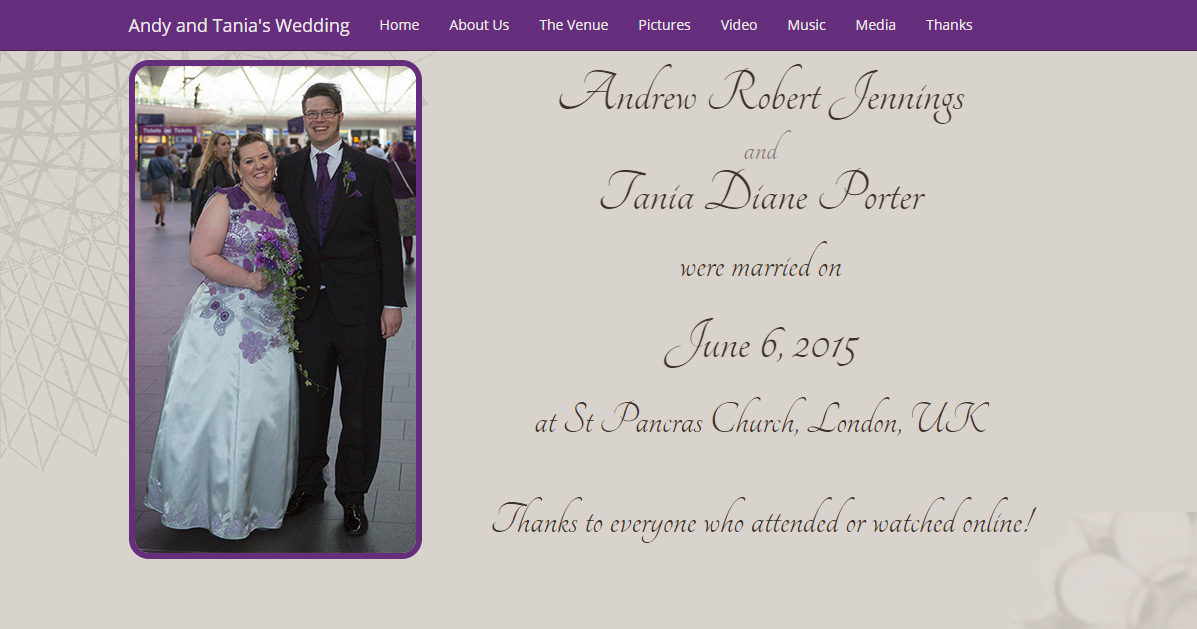 Andy and Tania's Wedding Home About Us The Venue Pictures Video Music Media Thanks
Tickets Tickets
Andrew Robert Jennings
and
Tania Diane Porter
were married on
June 6, 2015
at St Pancras Church, London, UK
Thanks to everyone who attended or watched online!